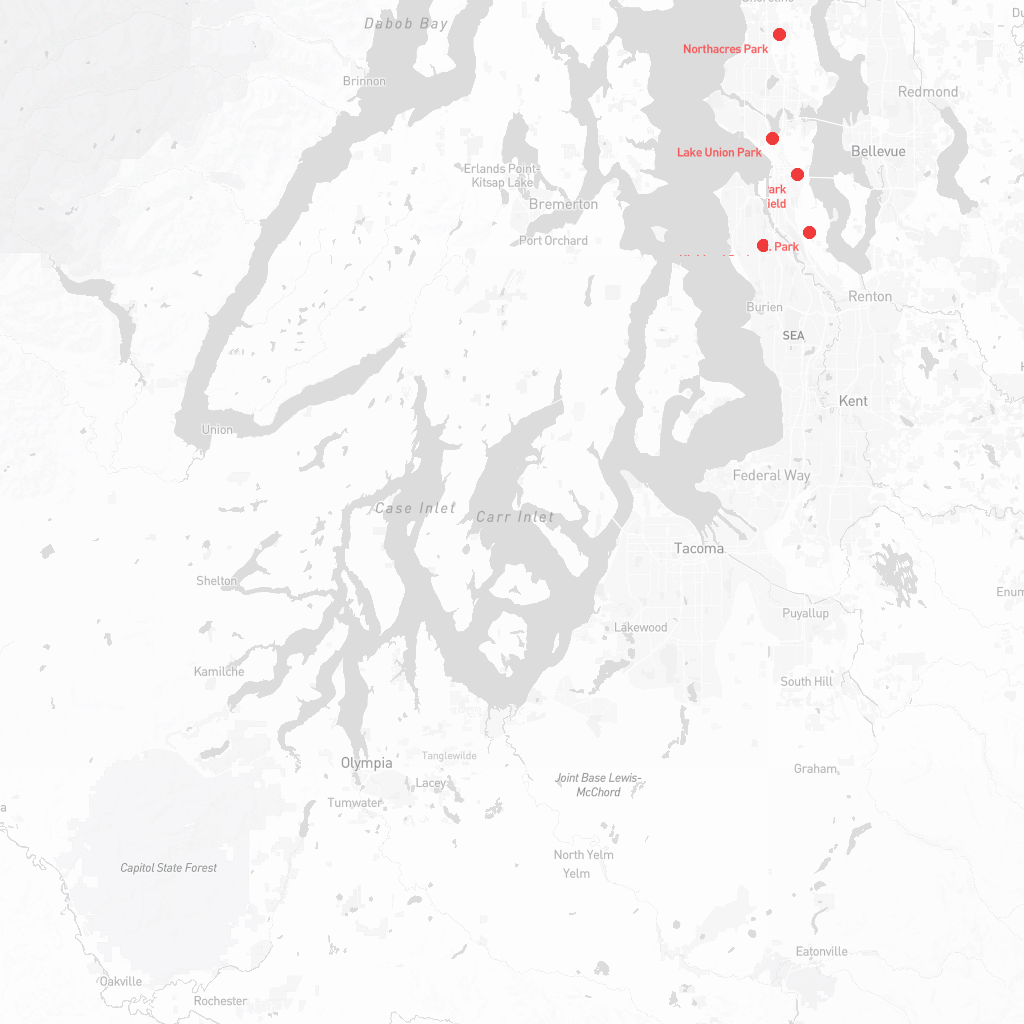 Dabob Bay
Northacres Park
Brinnon
Redmond
Lake Union Park
Bellevue
Erlands Point-
Kitsap Lake
ark
ield
Bremerton
Port Orchard
. Park
Renton
Burien
SEA
Kent
Union
Federal Way
Case Inlet
Carr Inlet
Tacoma
Shelton
Enum
Puyallup
Lakewood
Kamilche
South Hill
Tanglewilde
Olympia
Graham
Joint Base Lewis-
McChord
Lacey
Tumwater
a
North Yelm
Capitol State Forest
Yelm
Eatonville
Oakville
Rochester